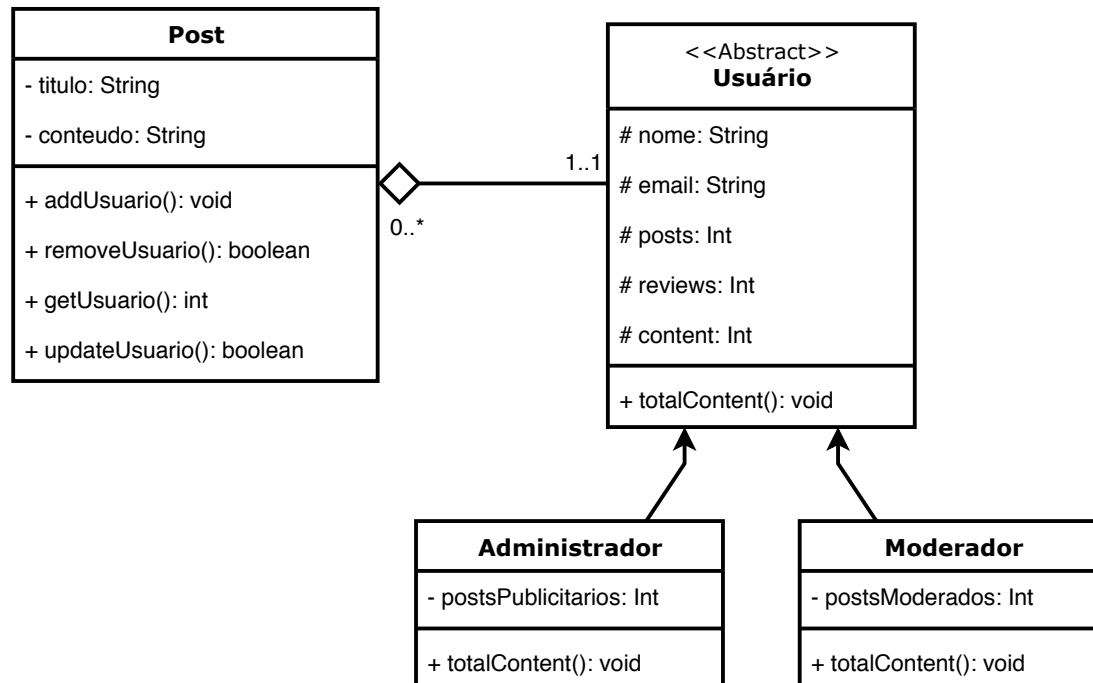 Post
- titulo: String
- conteudo: String
+ addUsuario(): void
+ removeUsuario(): boolean
+ getUsuario(): int
+ updateUsuario(): boolean
0..*
1..1
<<Abstract>>
Usuário
# nome: String
# email: String
# posts: Int
# reviews: Int
# content: Int
+ totalContent(): void
Administrador
- postsPublicitarios: Int
+ totalContent(): void
Moderador
- postsModerados: Int
+ totalContent(): void